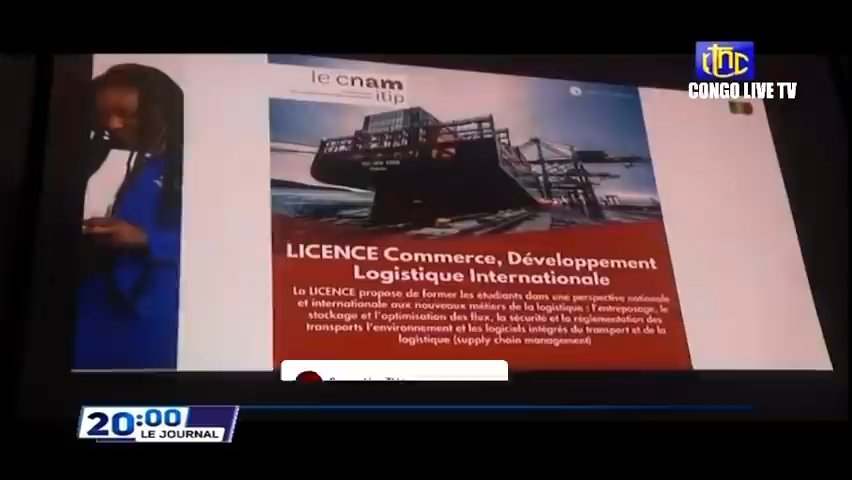 rtnc
CONGO LIVE TV
le cnam
itip
LICENCE Commerce, Développement
Logistique Internationale
La LICENCE propose de former les étudiants dans une perspective nationale
et internationale aux nouveaux métiers de la logistique : l'entreposage, le
stockage et l'optimisation des flux, la sécurité et la réglementation des
transports l'environnement et les logiciels intégrés du transport et de la
logistique (supply chain management)
20:00
LE JOURNAL